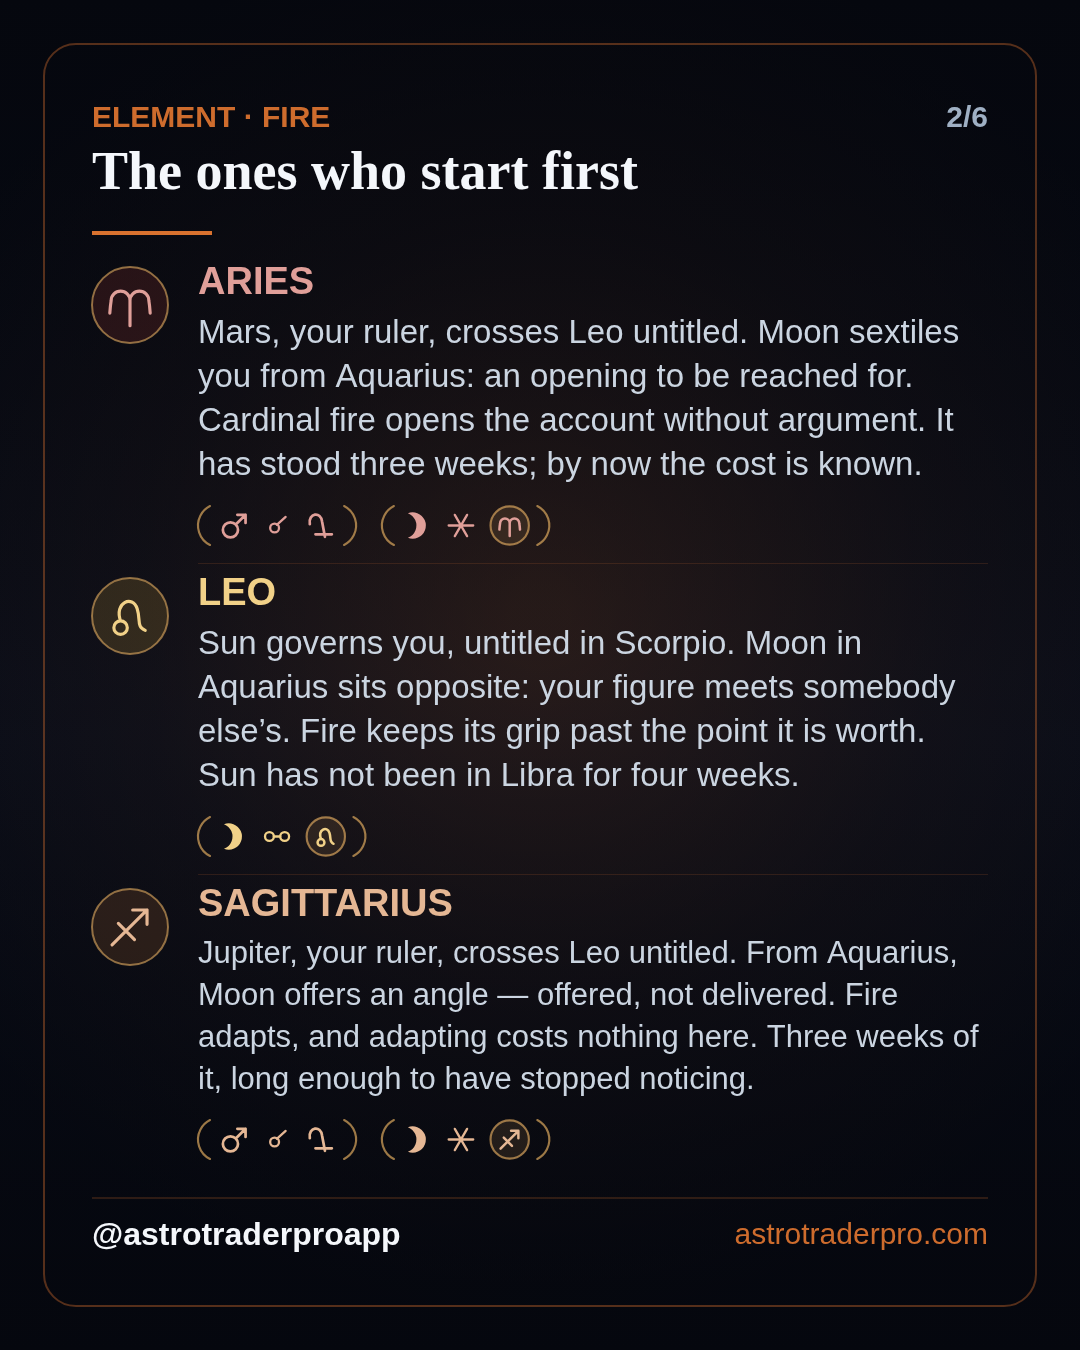 ELEMENT · FIRE
2/6
The ones who start first
ARIES
Mars, your ruler, crosses Leo untitled. Moon sextiles
you from Aquarius: an opening to be reached for.
Cardinal fire opens the account without argument. It
has stood three weeks; by now the cost is known.
LEO
Sun governs you, untitled in Scorpio. Moon in
Aquarius sits opposite: your figure meets somebody
else’s. Fire keeps its grip past the point it is worth.
Sun has not been in Libra for four weeks.
SAGITTARIUS
Jupiter, your ruler, crosses Leo untitled. From Aquarius,
Moon offers an angle — offered, not delivered. Fire
adapts, and adapting costs nothing here. Three weeks of
it, long enough to have stopped noticing.
@astrotraderproapp
astrotraderpro.com